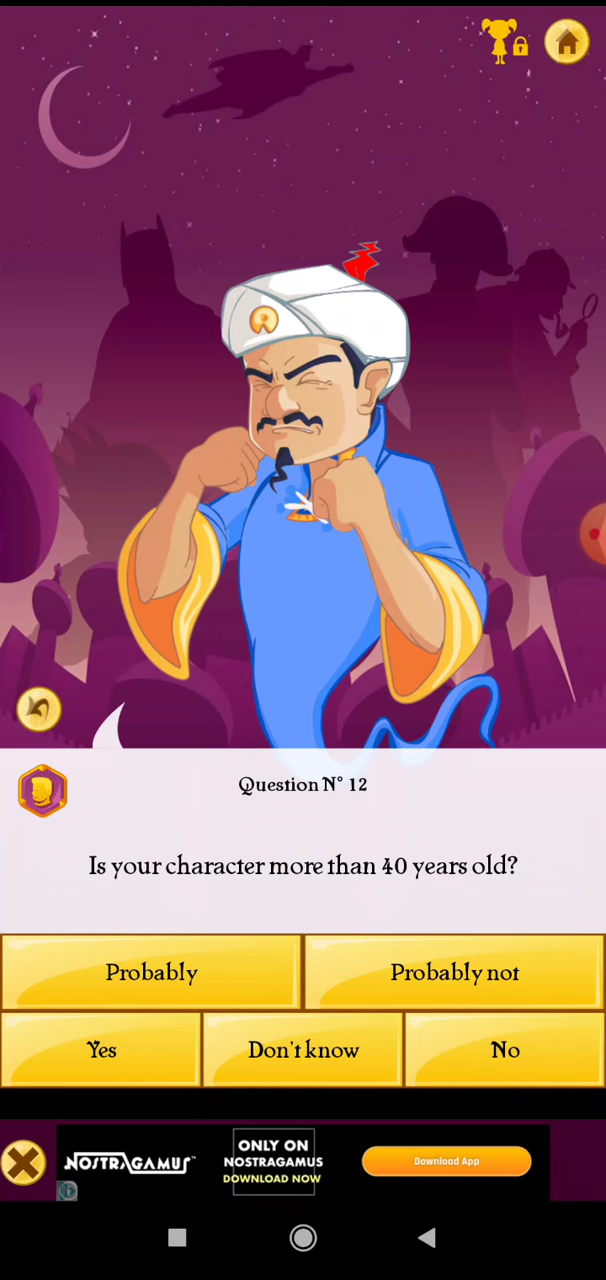 Question N° 12
Is your character more than 40 years old?
Probably
Probably not
Yes
Don't know
No
NOSTRAGAMUS™
ONLY ON
NOSTRAGAMUS
DOWNLOAD NOW
Download App